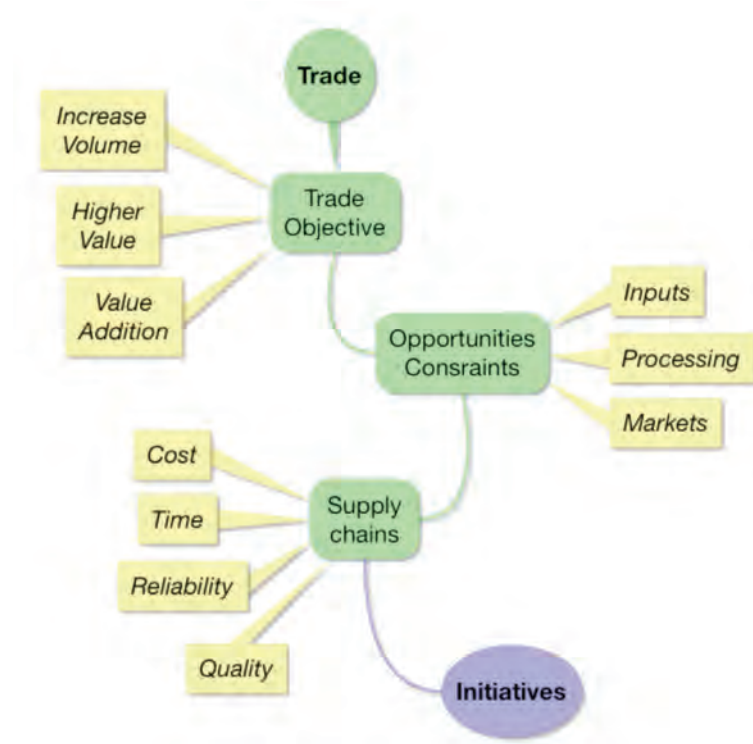 Trade
Increase
Volume
Trade
Objective
Higher
Value
Value
Addition
Opportunities
Consraints
Inputs
Processing
Markets
Cost
Time
Supply
chains
Reliability
Quality
Initiatives